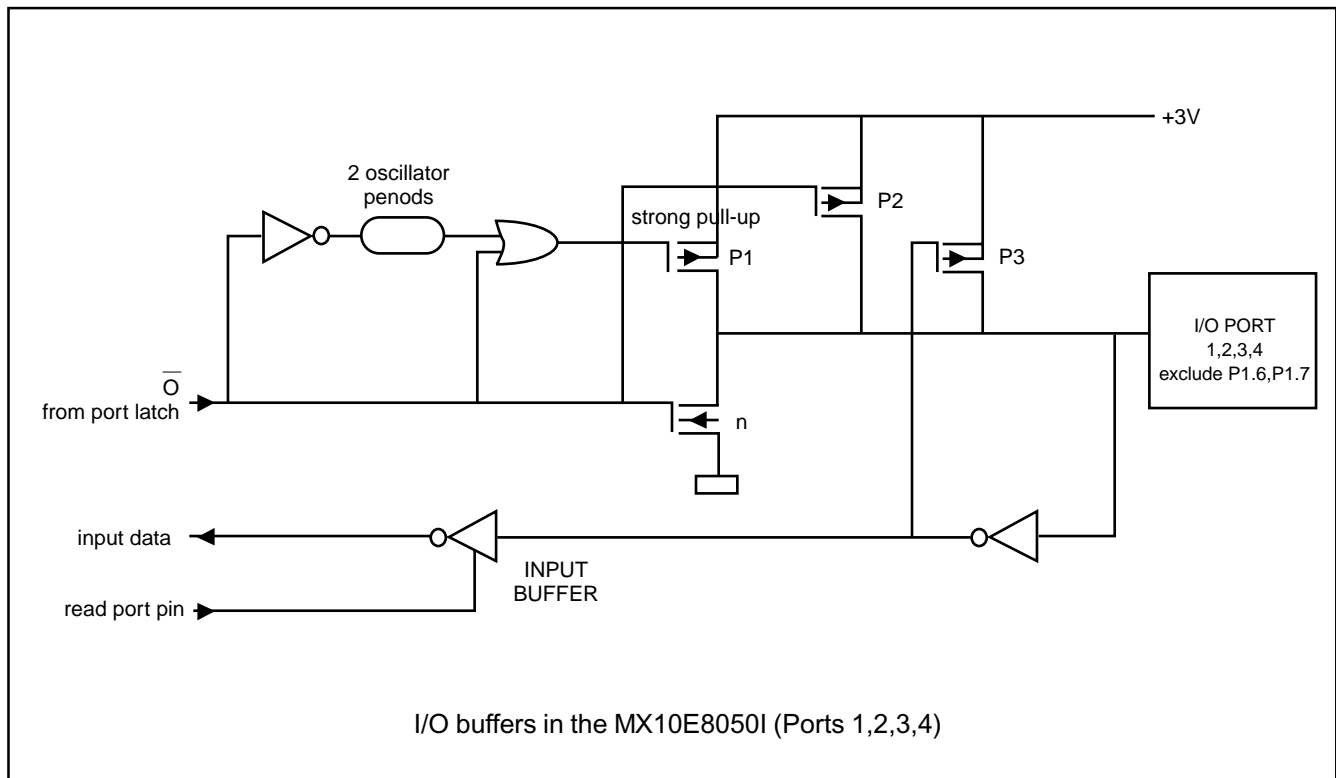 +3V
2 oscillator
penods
strong pull-up
P1
P2
P3
I/O PORT
1,2,3,4
exclude P1.6,P1.7
O̅
from port latch
n
input data
INPUT
BUFFER
read port pin
I/O buffers in the MX10E8050I (Ports 1,2,3,4)